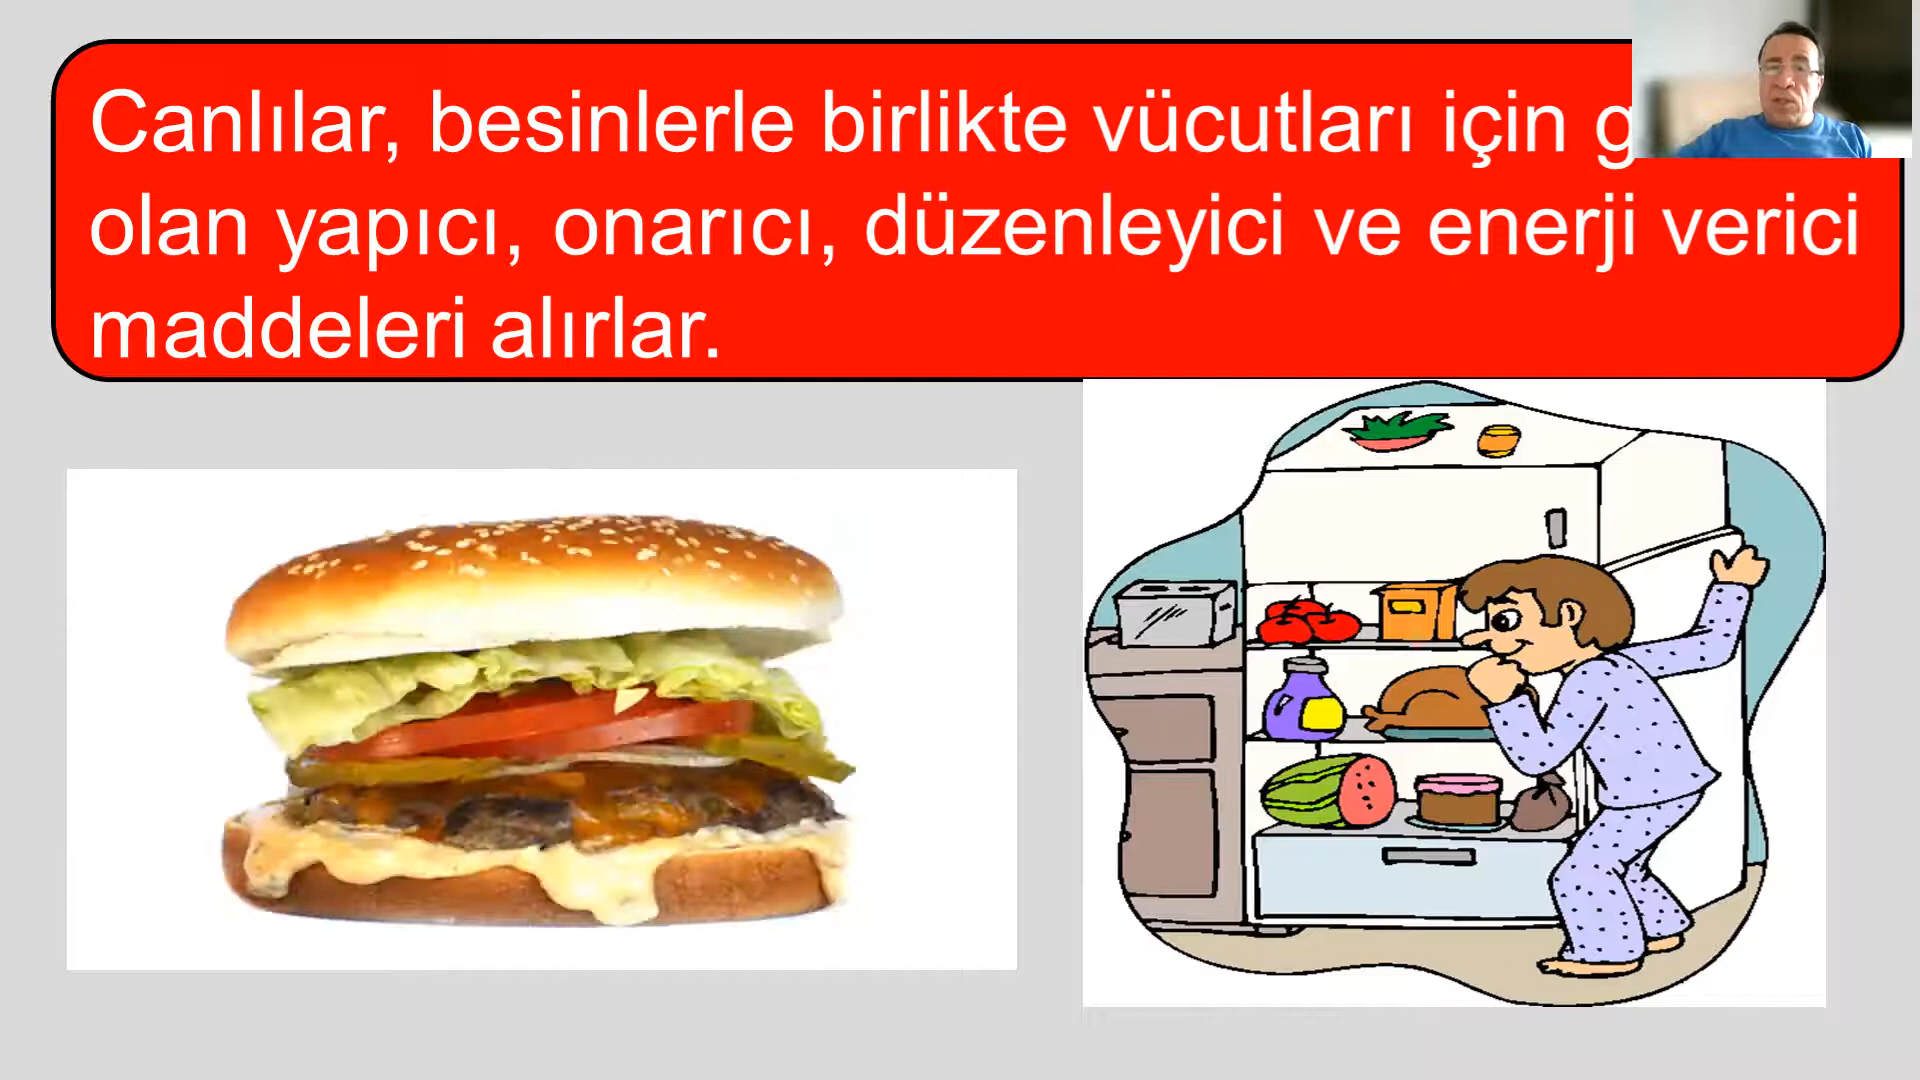 Canlılar, besinlerle birlikte vücutları için
olan yapıcı, onarıcı, düzenleyici ve enerji verici
maddeleri alırlar.